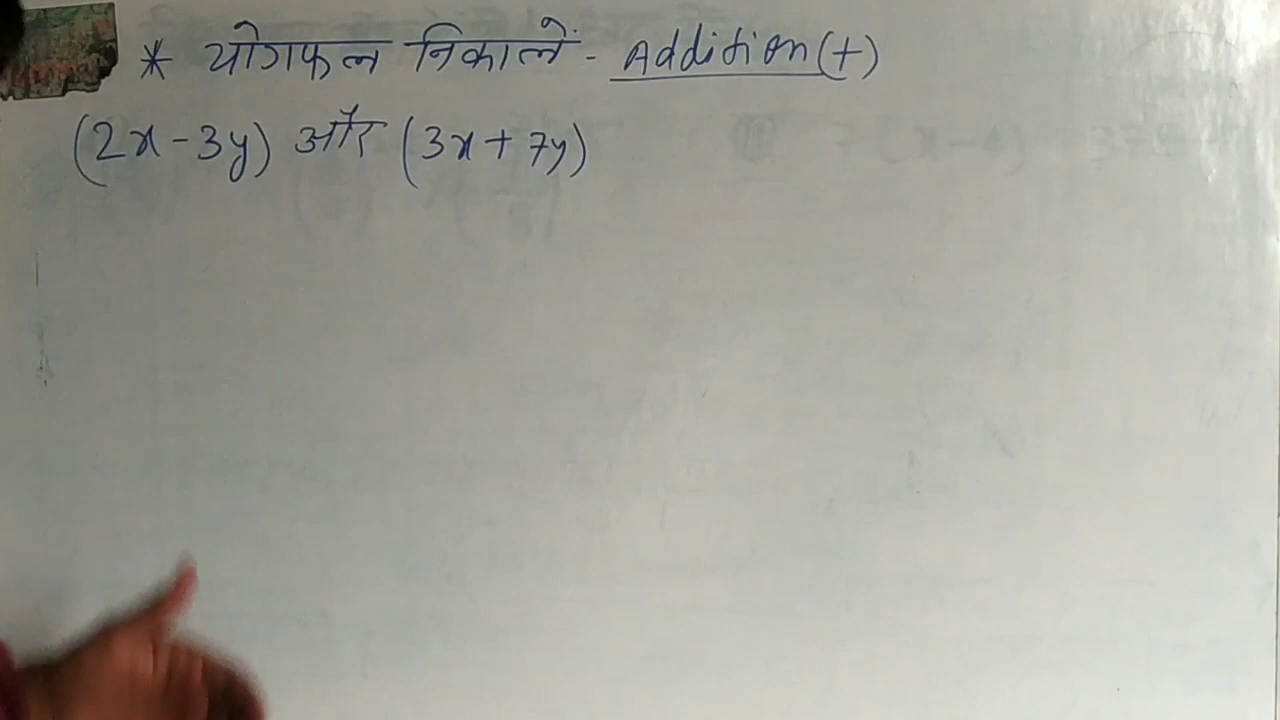 * योगफल निकालें - Addition (+)
(2x - 3y) और (3x + 7y)